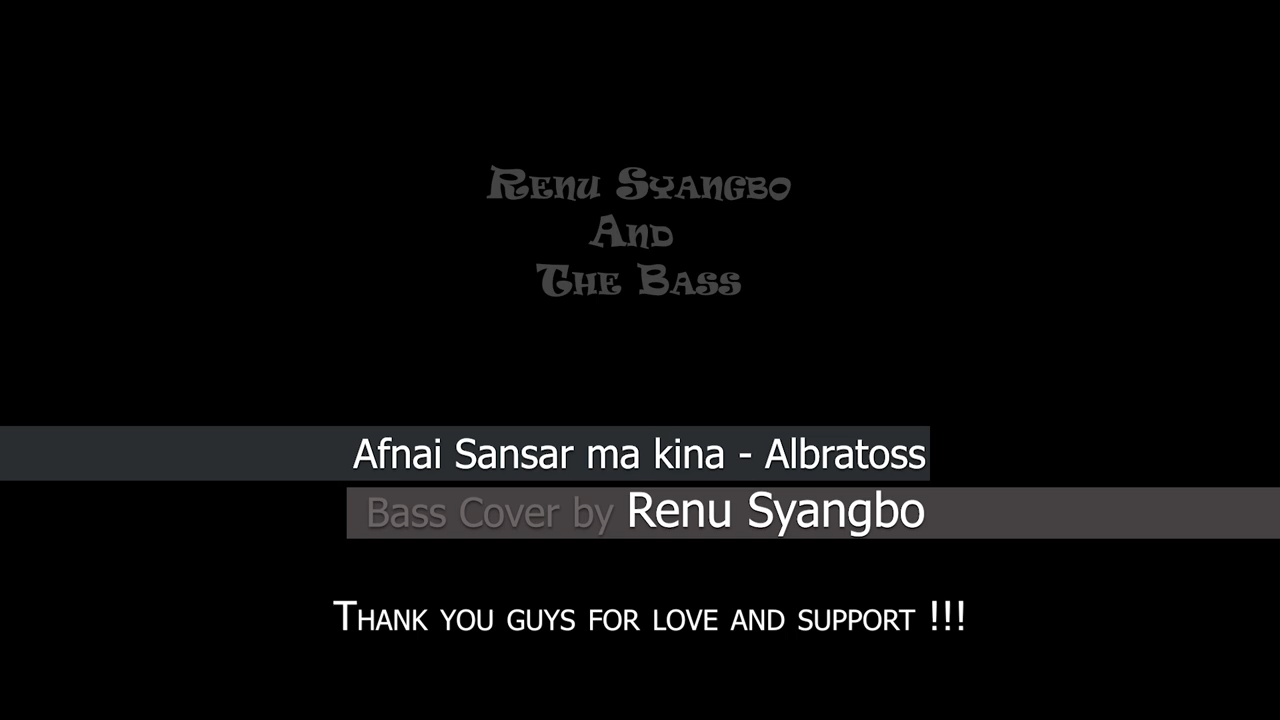 Renu Syangbo
And
The Bass
Afnai Sansar ma kina - Albratoss
Bass Cover by Renu Syangbo
Thank you guys for love and support !!!